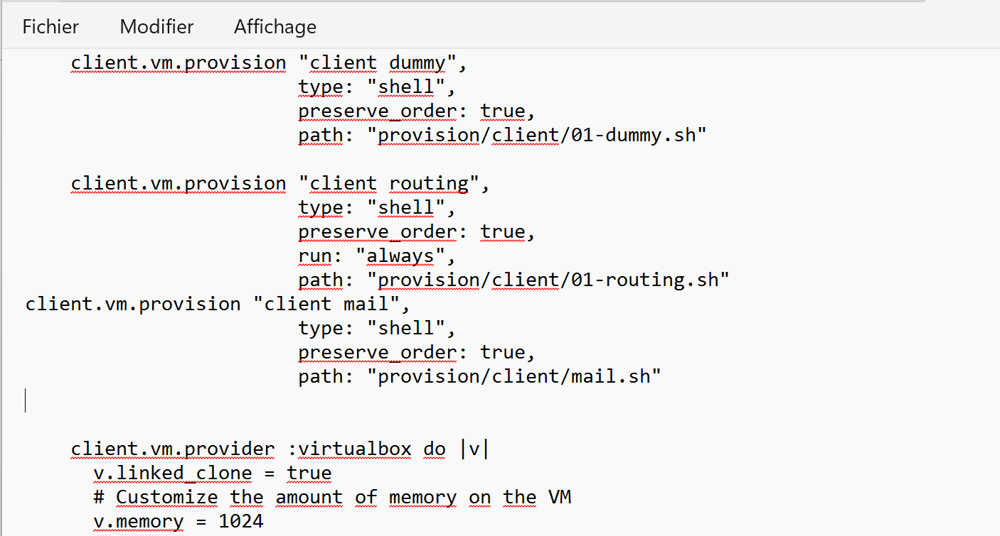 Fichier Modifier Affichage
client.vm.provision "client dummy",
type: "shell",
preserve_order: true,
path: "provision/client/01-dummy.sh"
client.vm.provision "client routing",
type: "shell",
preserve_order: true,
run: "always",
path: "provision/client/01-routing.sh"
client.vm.provision "client mail",
type: "shell",
preserve_order: true,
path: "provision/client/mail.sh"
client.vm.provider :virtualbox do |v|
v.linked_clone = true
# Customize the amount of memory on the VM
v.memory = 1024